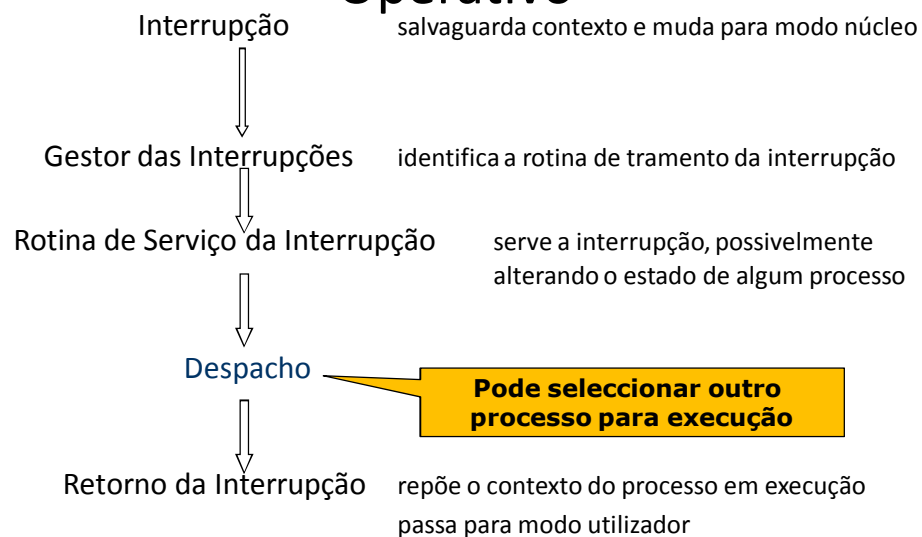 Operativo
Interrupção
salvaguarda contexto e muda para modo núcleo
Gestor das Interrupções
identifica a rotina de tramento da interrupção
Rotina de Serviço da Interrupção
serve a interrupção, possivelmente
alterando o estado de algum processo
Despacho
Pode seleccionar outro
processo para execução
Retorno da Interrupção
repõe o contexto do processo em execução
passa para modo utilizador